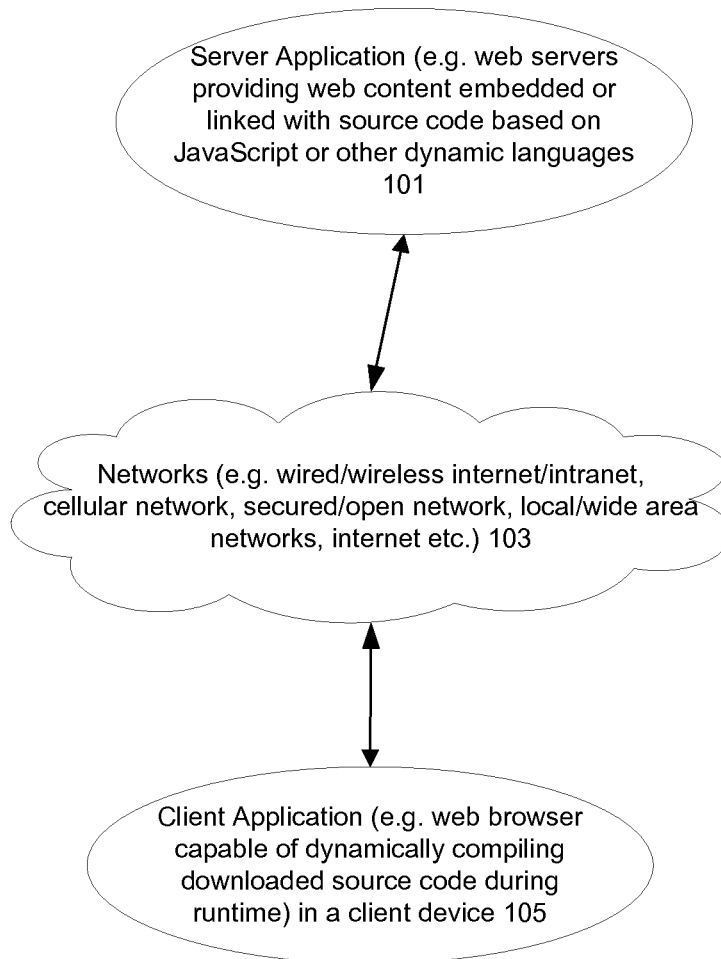 Server Application (e.g. web servers
providing web content embedded or
linked with source code based on
JavaScript or other dynamic languages
101
Networks (e.g. wired/wireless internet/intranet,
cellular network, secured/open network, local/wide area
networks, internet etc.) 103
Client Application (e.g. web browser
capable of dynamically compiling
downloaded source code during
runtime) in a client device 105